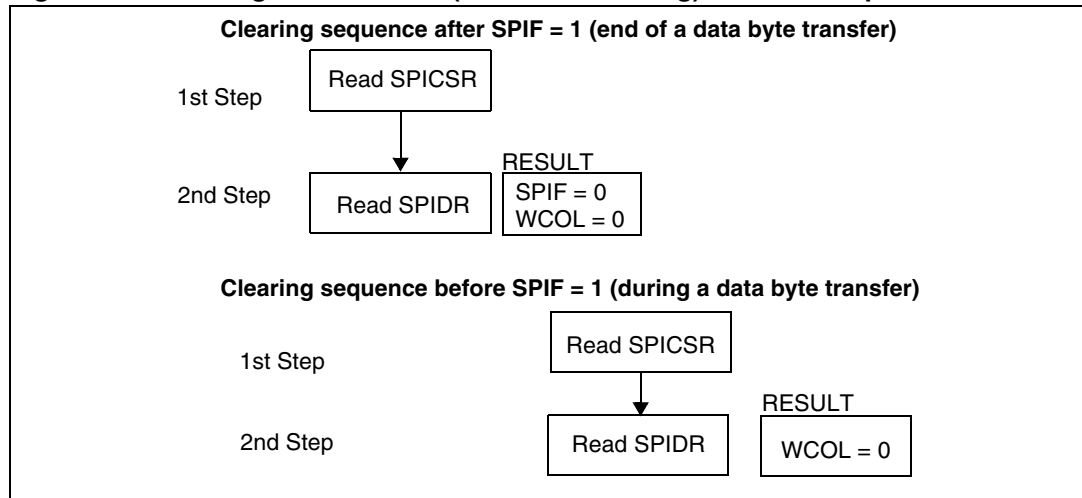 Clearing sequence after SPIF = 1 (end of a data byte transfer)
1st Step
Read SPICSR
RESULT
2nd Step
Read SPIDR
SPIF = 0
WCOL = 0
Clearing sequence before SPIF = 1 (during a data byte transfer)
1st Step
Read SPICSR
RESULT
2nd Step
Read SPIDR
WCOL = 0